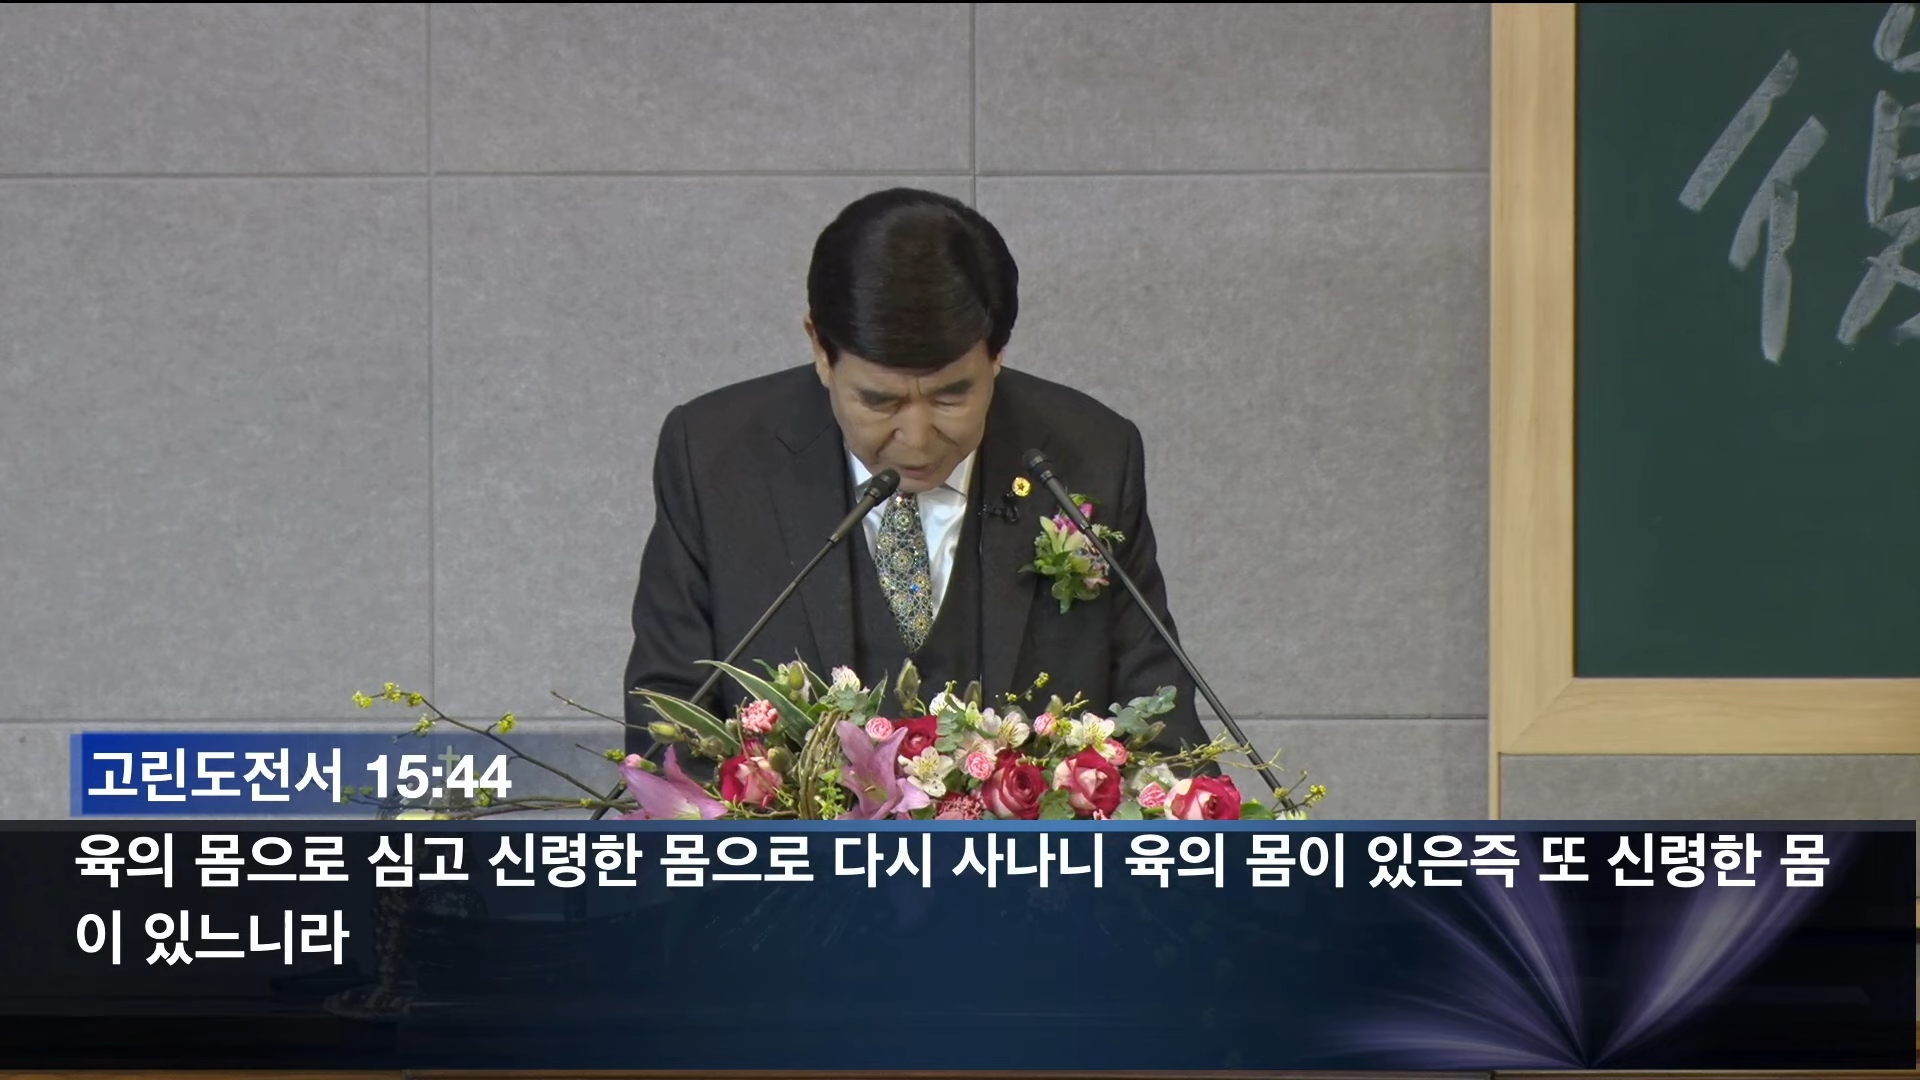 復
고린도전서 15:44
육의 몸으로 심고 신령한 몸으로 다시 사나니 육의 몸이 있은즉 또 신령한 몸
이 있느니라